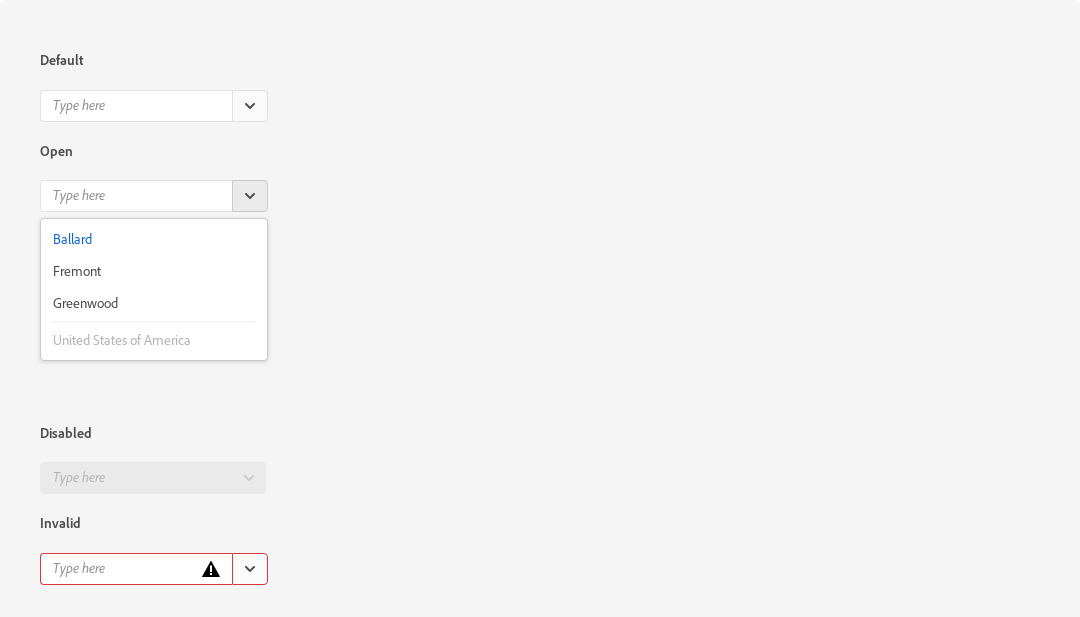 Default
Type here
Open
Type here
Ballard
Fremont
Greenwood
United States of America
Disabled
Type here
Invalid
Type here